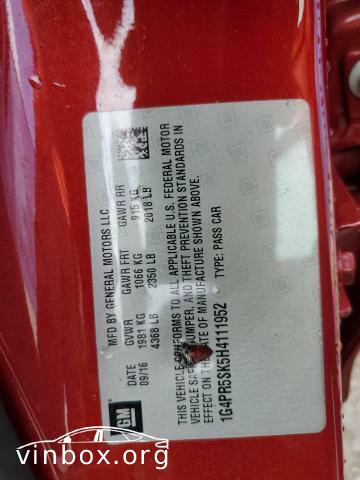 GM
MFD BY GENERAL MOTORS LLC
DATE GVWR GAWR FRT GAWR RR
09/16 1981 KG 1066 KG 915 KG
4368 LB 2350 LB 2018 LB
THIS VEHICLE CONFORMS TO ALL APPLICABLE U.S. FEDERAL MOTOR
VEHICLE SAFETY, BUMPER, AND THEFT PREVENTION STANDARDS IN
EFFECT ON THE DATE OF MANUFACTURE SHOWN ABOVE.
1G4PR5SK5H4111952 TYPE: PASS CAR
vinbox.org
vinbox.org